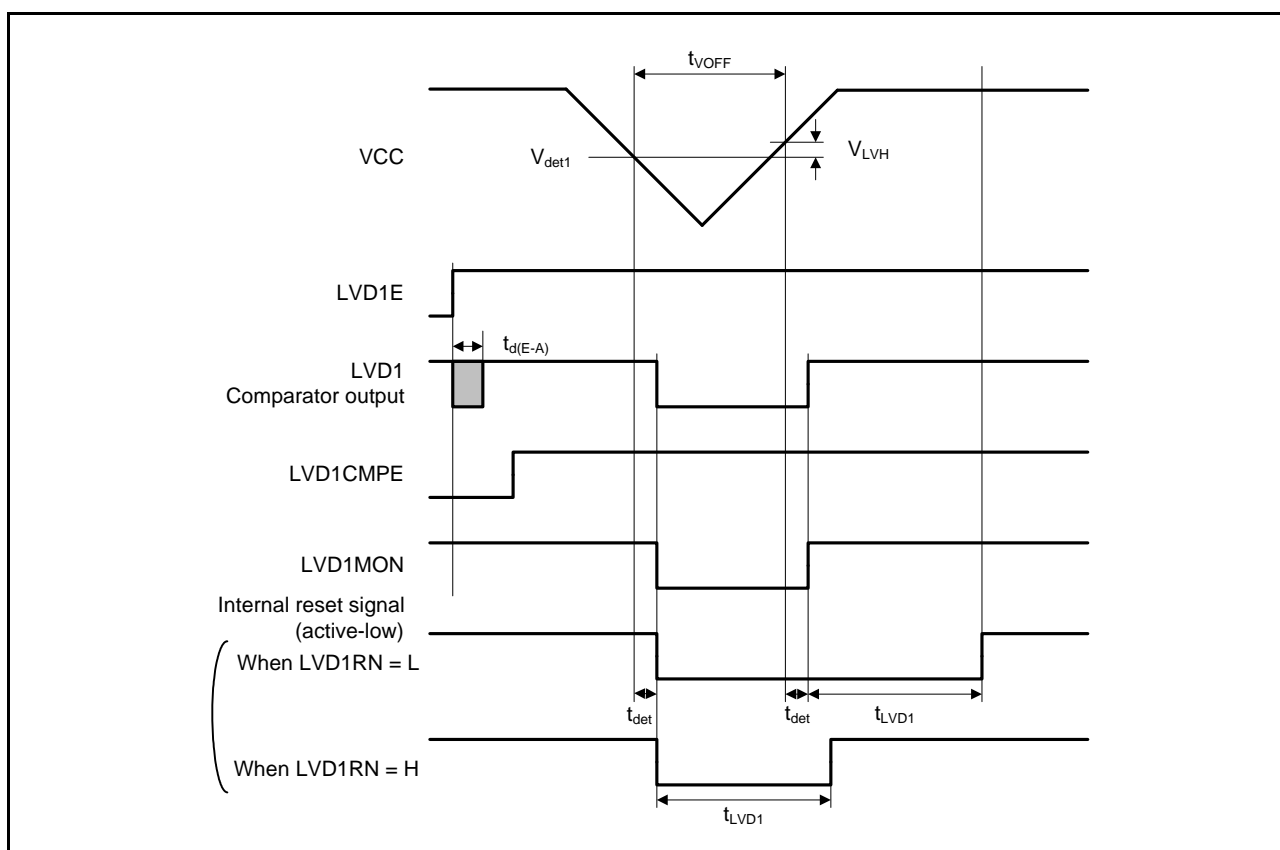 tVOFF
VCC
Vdet1
VLVH
LVD1E
td(E-A)
LVD1
Comparator output
LVD1CMPE
LVD1MON
Internal reset signal
(active-low)
When LVD1RN = L
tdet
tdet
tLVD1
When LVD1RN = H
tLVD1